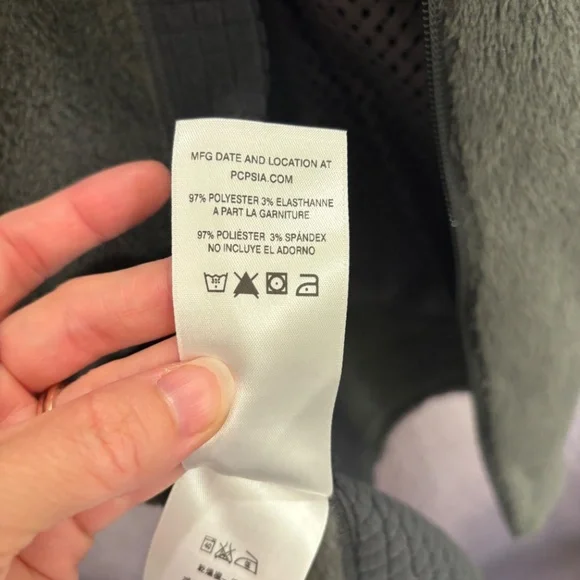 MFG DATE AND LOCATION AT
PCPSIA.COM
97% POLYESTER 3% ELASTHANNE
A PART LA GARNITURE
97% POLIÉSTER 3% SPÁNDEX
NO INCLUYE EL ADORNO